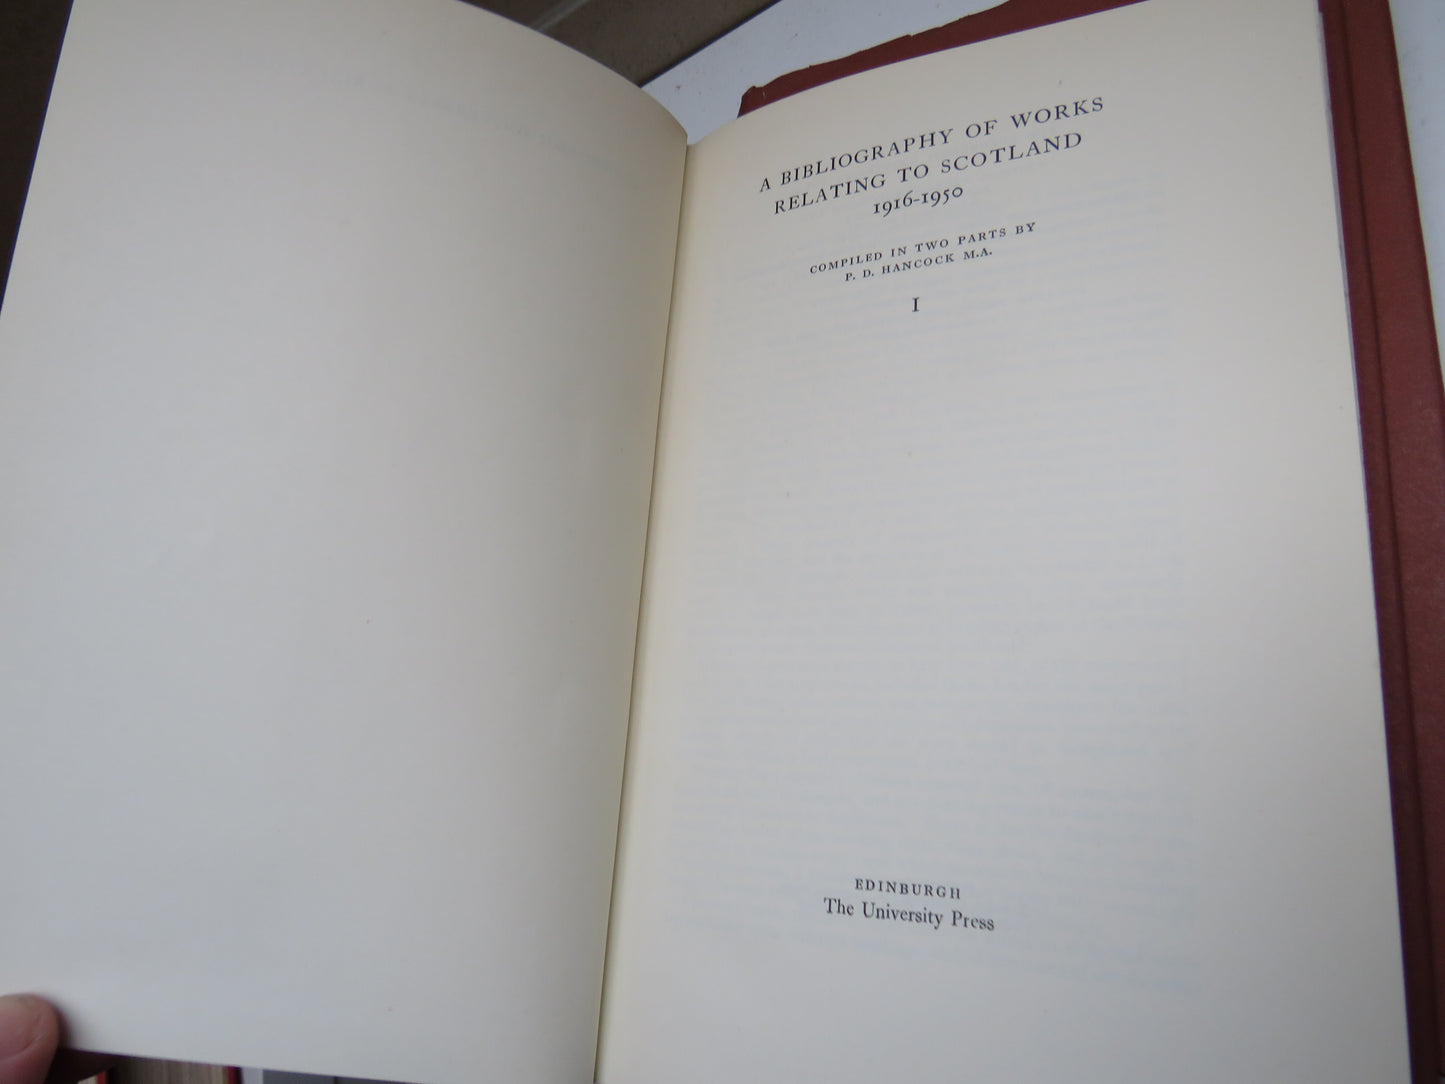 A BIBLIOGRAPHY OF WORKS
RELATING TO SCOTLAND
1916-1950
COMPILED IN TWO PARTS BY
P. D. HANCOCK M.A.
I
EDINBURGH
The University Press